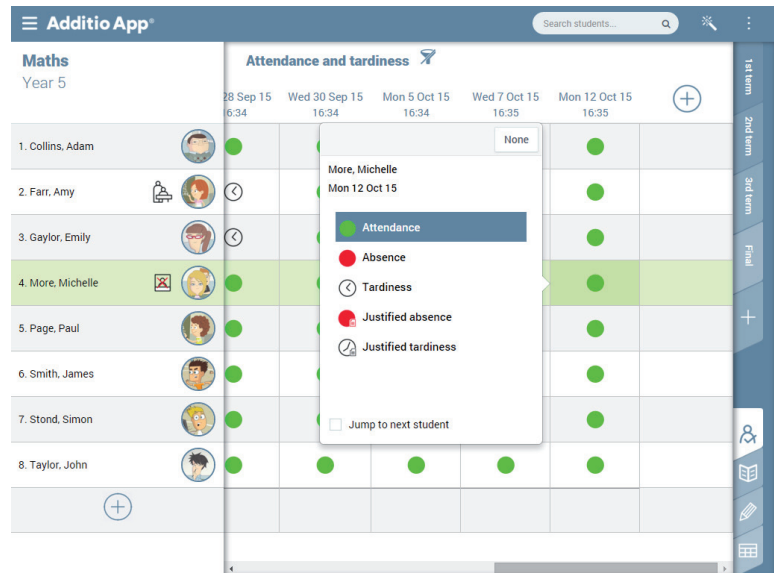 Additio App®
Search students...
Maths
Year 5
Attendance and tardiness
28 Sep 15
16:34
Wed 30 Sep 15
16:34
Mon 5 Oct 15
16:34
Wed 7 Oct 15
16:35
Mon 12 Oct 15
16:35
1. Collins, Adam
2. Farr, Amy
3. Gaylor, Emily
4. More, Michelle
5. Page, Paul
6. Smith, James
7. Stond, Simon
8. Taylor, John
None
More, Michelle
Mon 12 Oct 15
Attendance
Absence
Tardiness
Justified absence
Justified tardiness
Jump to next student
1st term
2nd term
3rd term
Final